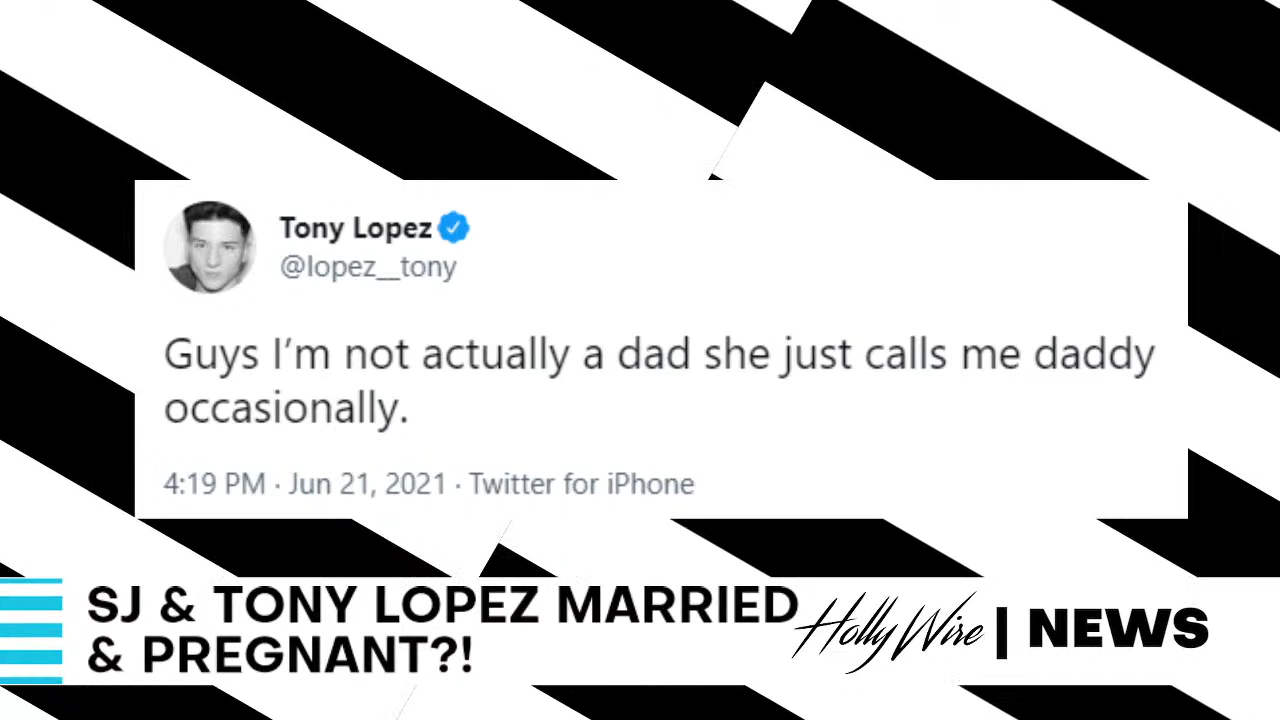 Tony Lopez
@lopez__tony
Guys I’m not actually a dad she just calls me daddy
occasionally.
4:19 PM · Jun 21, 2021 · Twitter for iPhone
SJ & TONY LOPEZ MARRIED
& PREGNANT?!
HollyWire | NEWS